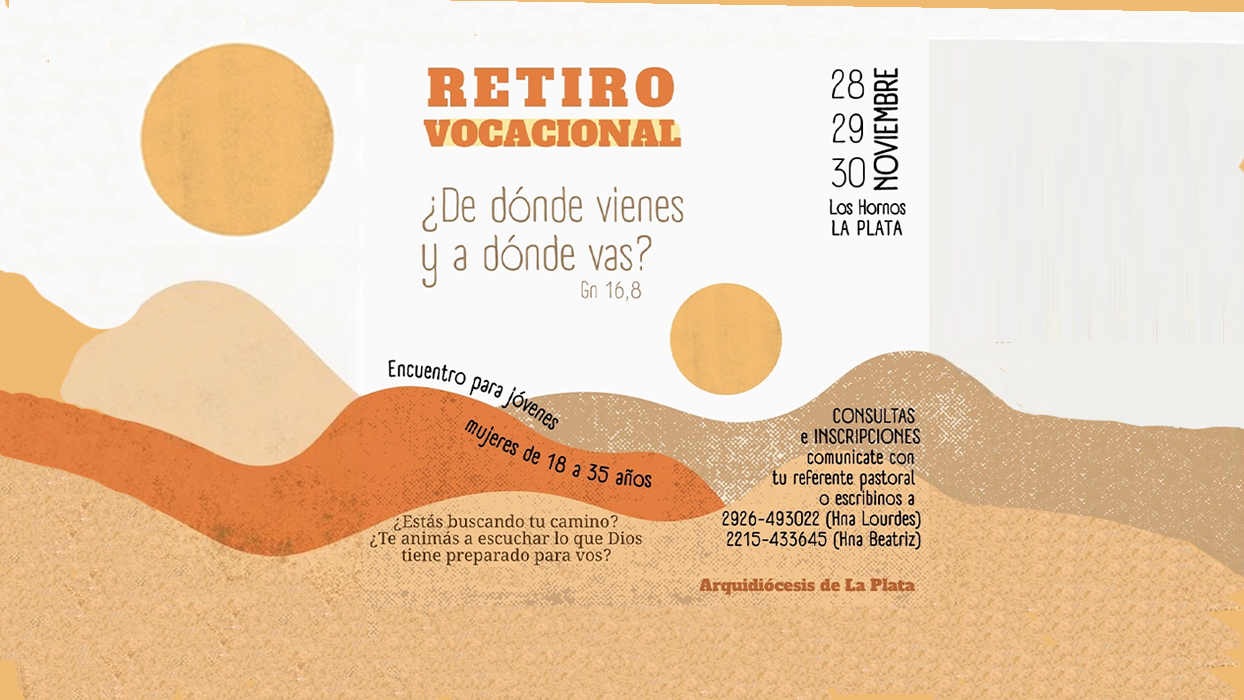 RETIRO
VOCACIONAL
¿De dónde vienes
y a dónde vas?
Gn 16,8
28
29
30
NOVIEMBRE
Los Hornos
LA PLATA
Encuentro para jóvenes
mujeres de 18 a 35 años
¿Estás buscando tu camino?
¿Te animás a escuchar lo que Dios
tiene preparado para vos?
CONSULTAS
e INSCRIPCIONES
comunicate con
tu referente pastoral
o escribinos a
2926-493022 (Hna Lourdes)
2215-433645 (Hna Beatriz)
Arquidiócesis de La Plata